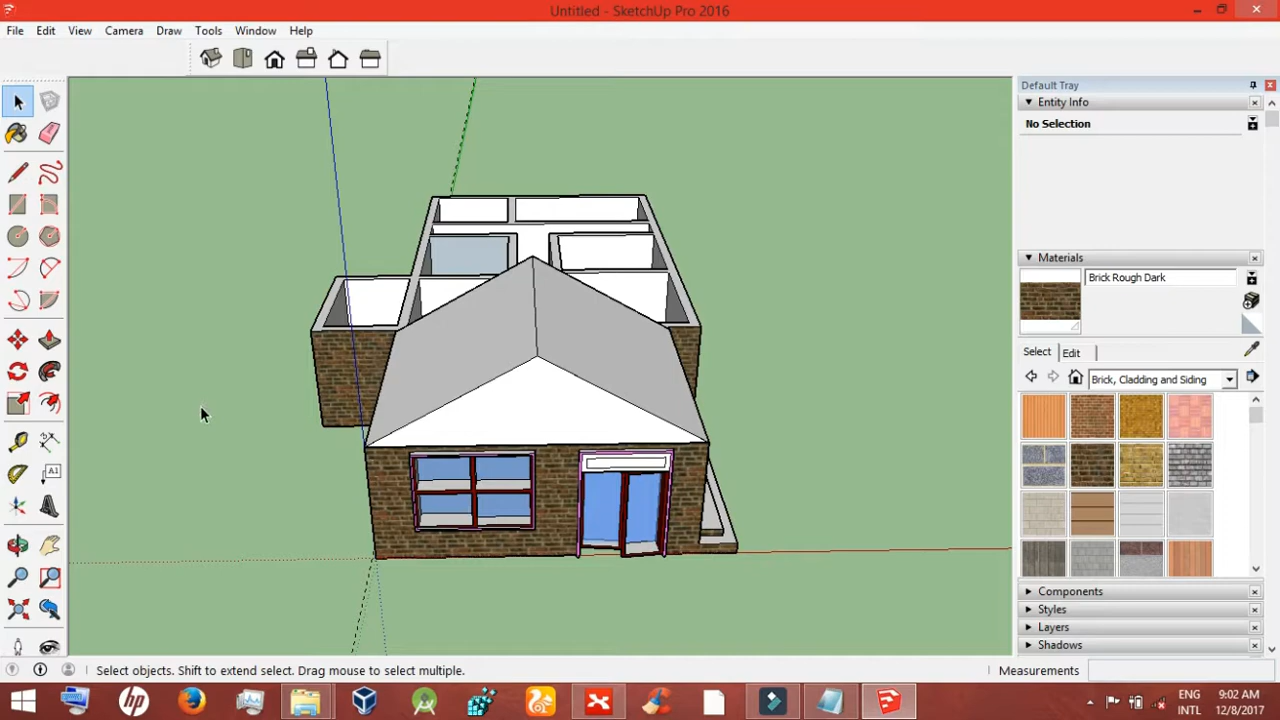 Untitled - SketchUp Pro 2016
File Edit View Camera Draw Tools Window Help
Default Tray
Entity Info
No Selection
Materials
Brick Rough Dark
Select Edit
Brick, Cladding and Siding
A1
Components
Styles
Layers
Shadows
Select objects. Shift to extend select. Drag mouse to select multiple.
Measurements
hp
ENG
INTL
9:02 AM
12/8/2017